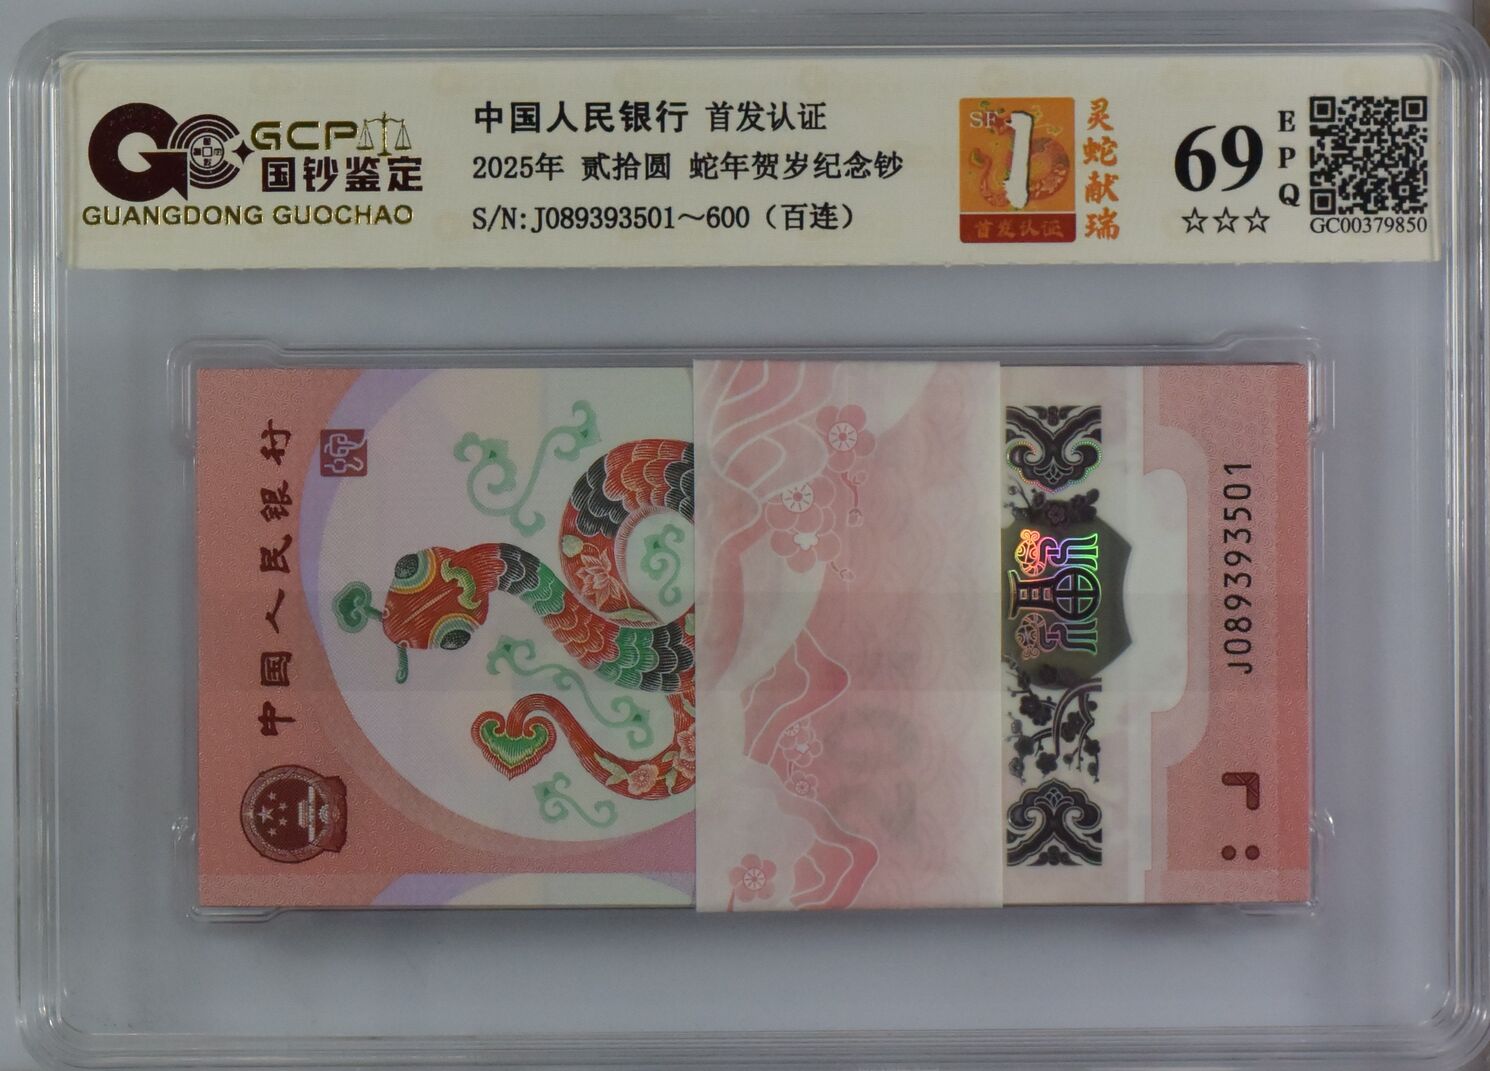 GCP
国钞鉴定
GUANGDONG GUOCHAO
中国人民银行 首发认证
2025年 贰拾圆 蛇年贺岁纪念钞
S/N:J089393501～600（百连）
SF
1
首发认证
灵蛇献瑞
69
EPQ
☆☆☆
GC00379850
中国人民银行
J089393501